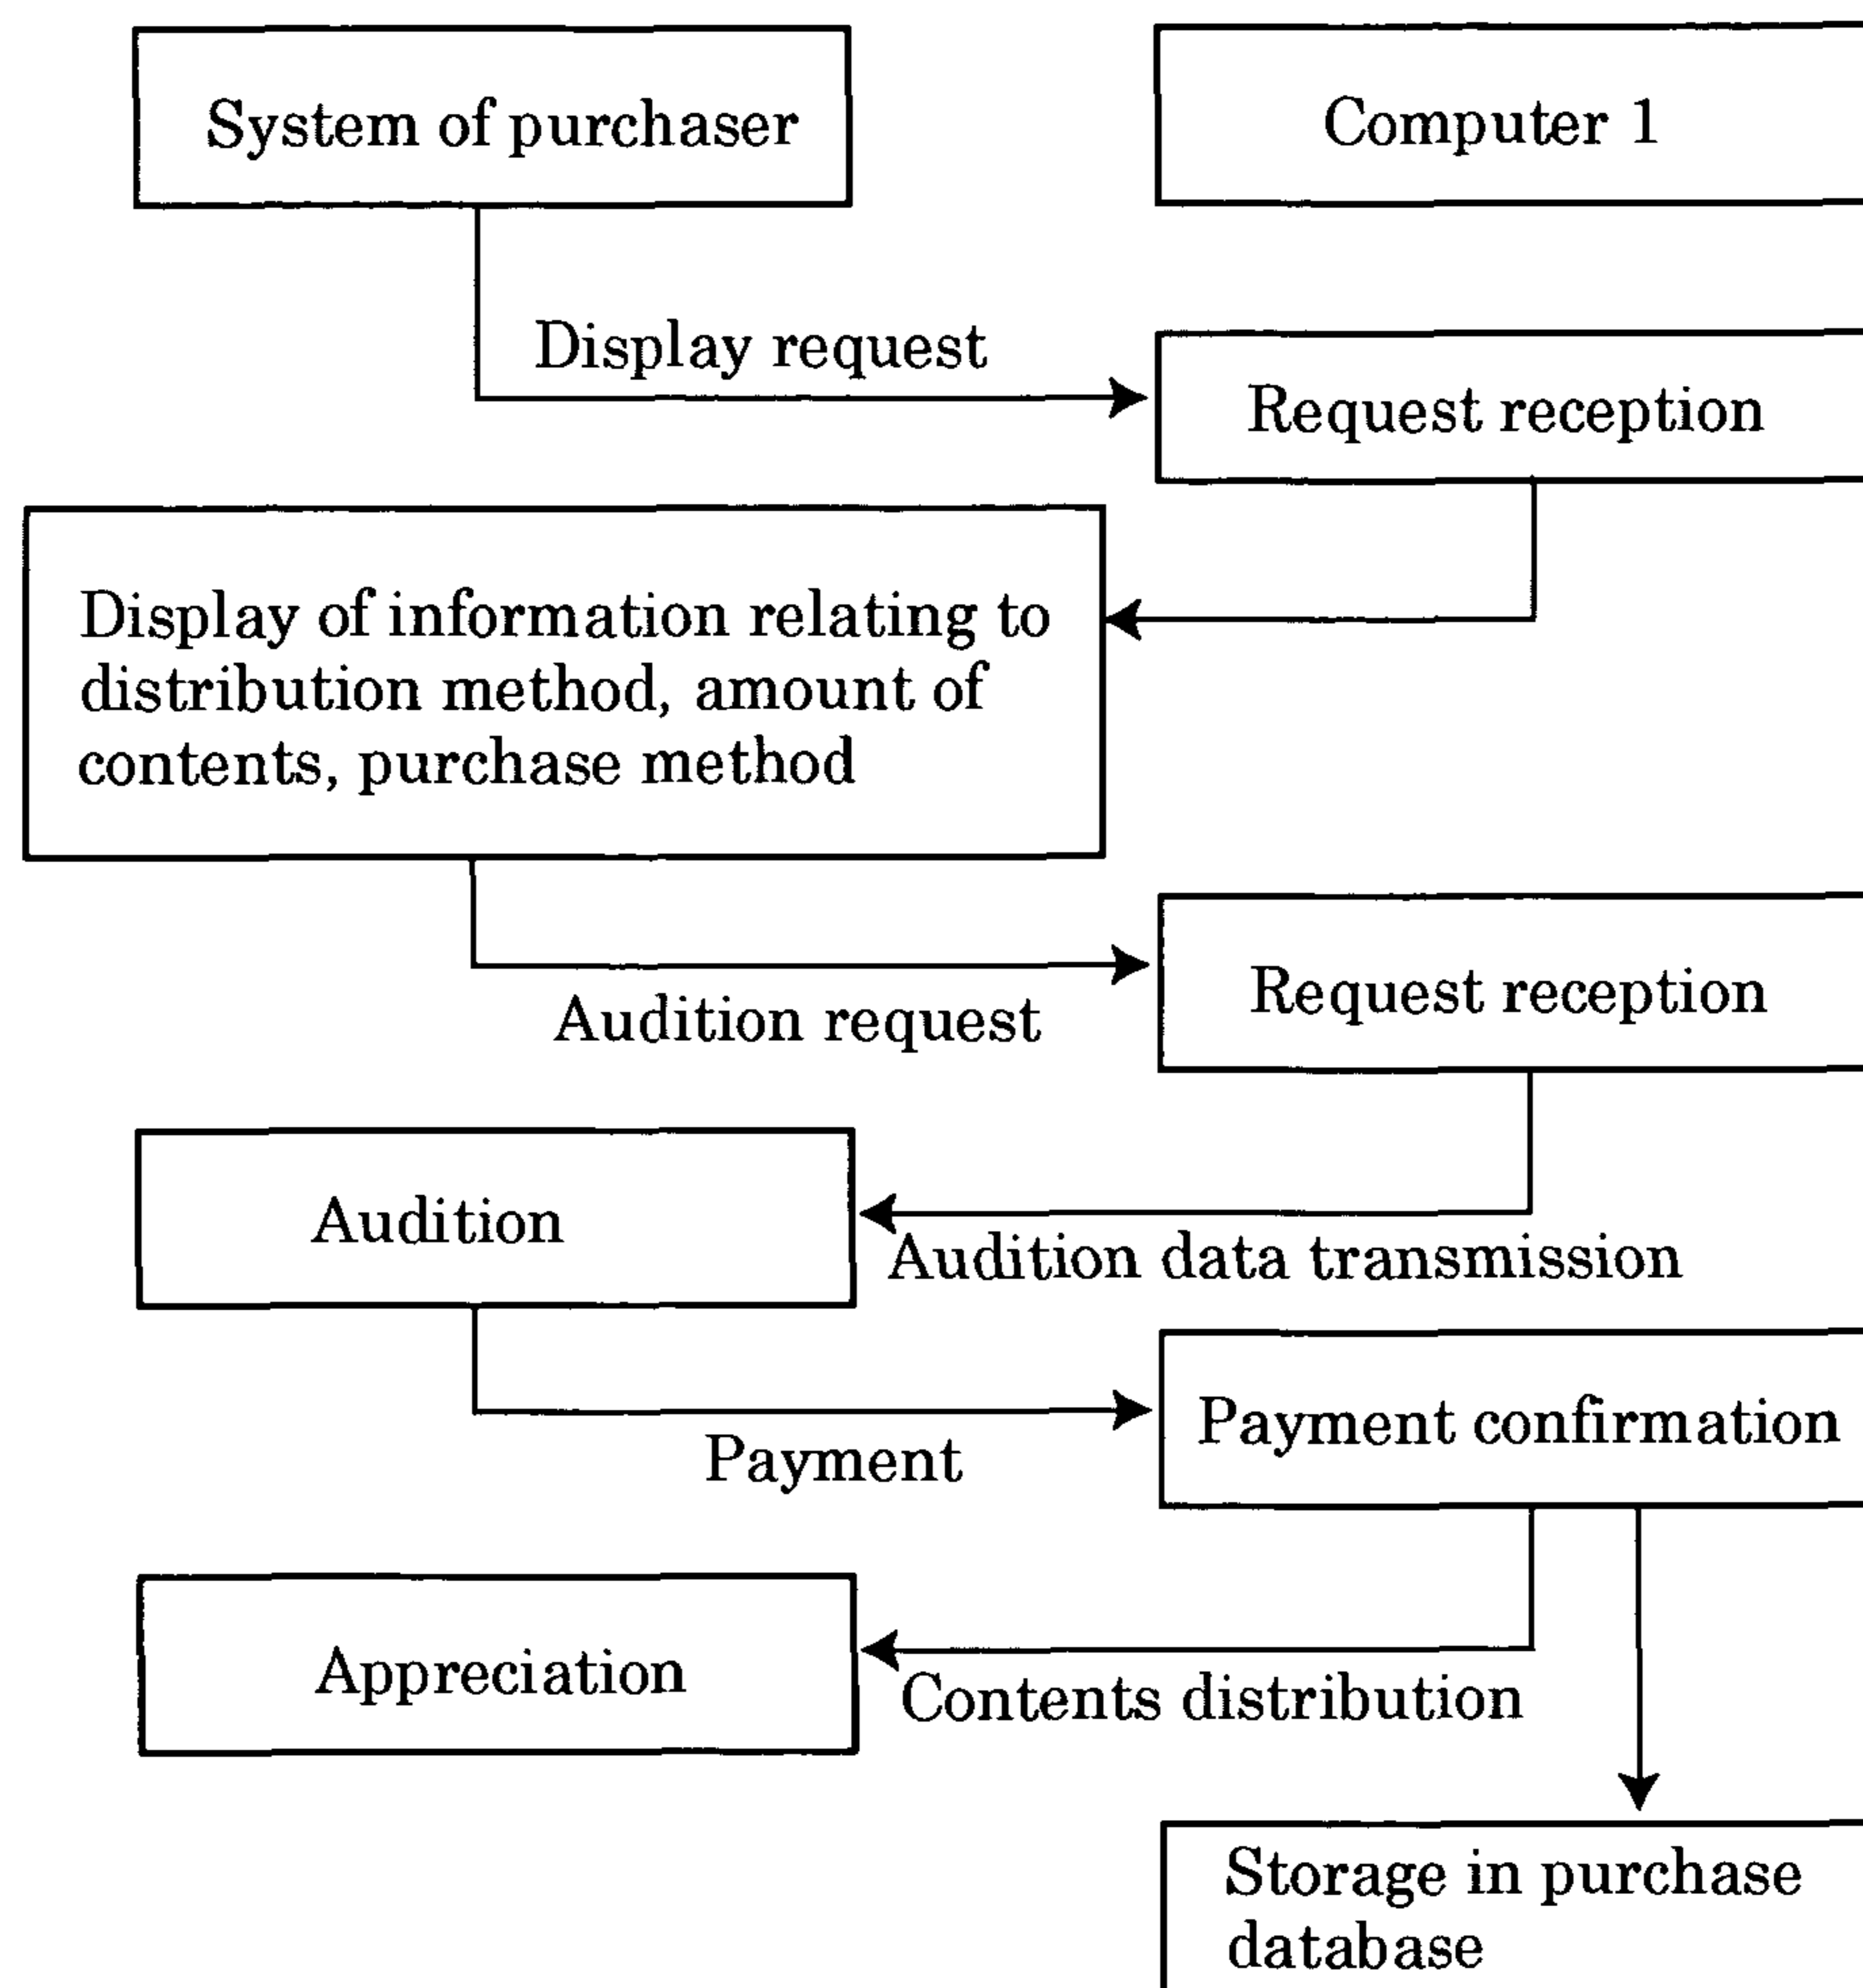 System of purchaser
Computer 1
Display request
Request reception
Display of information relating to
distribution method, amount of
contents, purchase method
Request reception
Audition request
Audition
Audition data transmission
Payment confirmation
Payment
Appreciation
Contents distribution
Storage in purchase
database